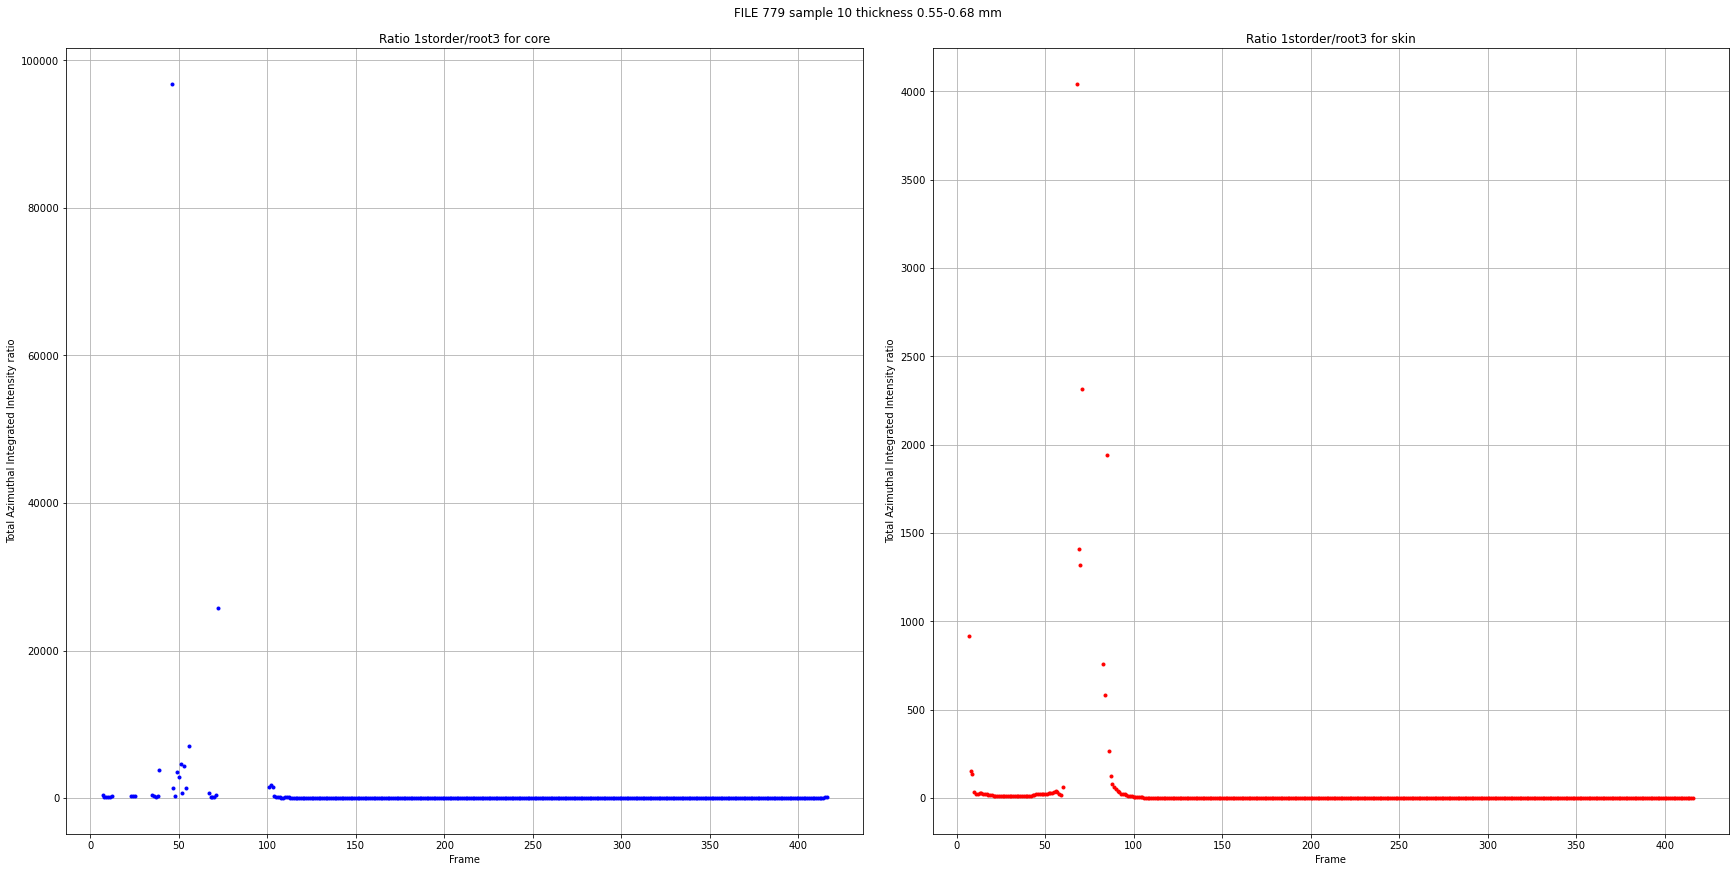 FILE 779 sample 10 thickness 0.55-0.68 mm
Ratio 1storder/root3 for core
Total Azimuthal Integrated Intensity ratio
100000
80000
60000
40000
20000
0
0 50 100 150 200 250 300 350 400
Frame
Ratio 1storder/root3 for skin
Total Azimuthal Integrated Intensity ratio
4000
3500
3000
2500
2000
1500
1000
500
0
0 50 100 150 200 250 300 350 400
Frame